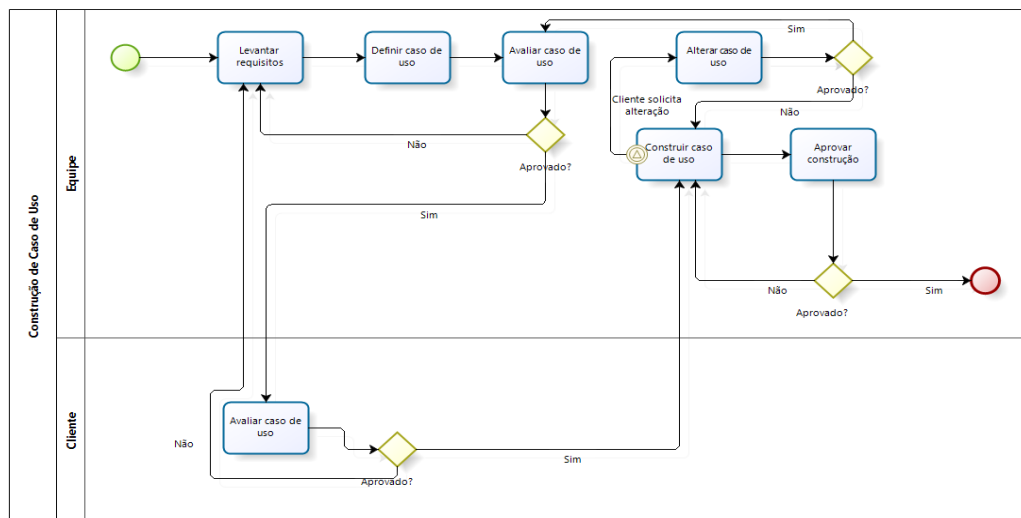 Construção de Caso de Uso
Equipe
Cliente
Levantar
requisitos
Definir caso de
uso
Avaliar caso de
uso
Alterar caso de
uso
Sim
Aprovado?
Cliente solicita
alteração
Não
Construir caso
de uso
Aprovar
construção
Não
Aprovado?
Sim
Não
Sim
Aprovado?
Avaliar caso de
uso
Não
Sim
Aprovado?